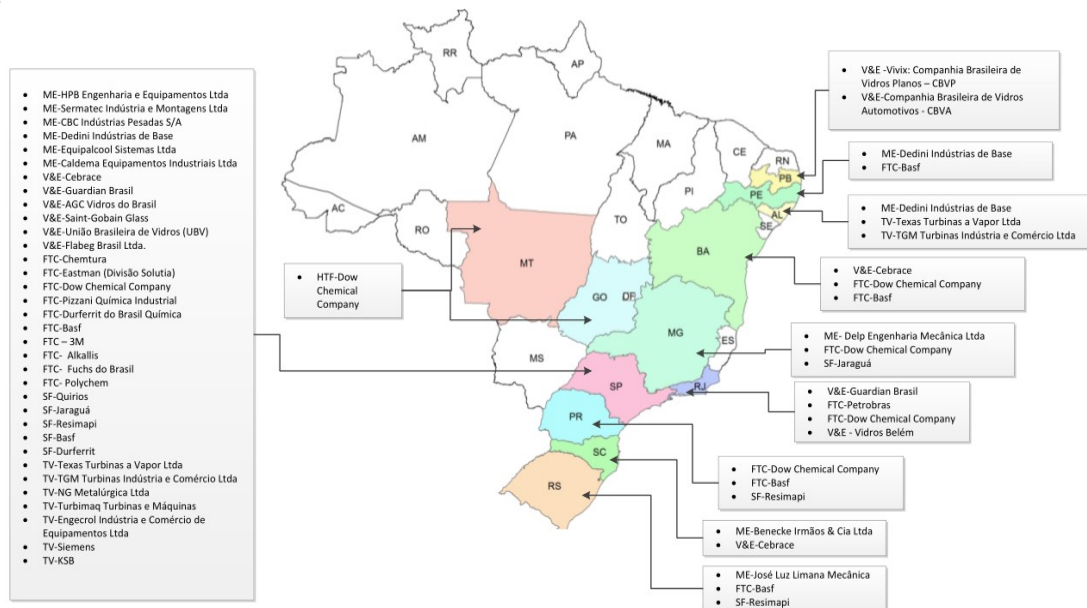 ME-HPB Engenharia e Equipamentos Ltda
ME-Sermatec Indústria e Montagens Ltda
ME-CBC Indústrias Pesadas S/A
ME-Dedini Indústrias de Base
ME-Equipalcool Sistemas Ltda
ME-Caldema Equipamentos Industriais Ltda
V&E-Cebrace
V&E-Guardian Brasil
V&E-AGC Vidros do Brasil
V&E-Saint-Gobain Glass
V&E-União Brasileira de Vidros (UBV)
V&E-Flabeg Brasil Ltda.
FTC-Chemtura
FTC-Eastman (Divisão Solutia)
FTC-Dow Chemical Company
FTC-Pizzani Química Industrial
FTC-Durferrit do Brasil Química
FTC-Basf
FTC – 3M
FTC- Alkallis
FTC- Fuchs do Brasil
FTC- Polychem
SF-Quirios
SF-Jaraguá
SF-Resimapi
SF-Basf
SF-Durferrit
TV-Texas Turbinas a Vapor Ltda
TV-TGM Turbinas Indústria e Comércio Ltda
TV-NG Metalúrgica Ltda
TV-Turbimaq Turbinas e Máquinas
TV-Engecrol Indústria e Comércio de
Equipamentos Ltda
TV-Siemens
TV-KSB
HTF-Dow
Chemical
Company
RR
AP
AM
PA
MA
CE
RN
PB
PE
AL
SE
PI
AC
RO
TO
BA
MT
GO
DF
MG
ES
MS
SP
RJ
PR
SC
RS
V&E -Vivix: Companhia Brasileira de
Vidros Planos – CBVP
V&E-Companhia Brasileira de Vidros
Automotivos - CBVA
ME-Dedini Indústrias de Base
FTC-Basf
ME-Dedini Indústrias de Base
TV-Texas Turbinas a Vapor Ltda
TV-TGM Turbinas Indústria e Comércio Ltda
V&E-Cebrace
FTC-Dow Chemical Company
FTC-Basf
ME- Delp Engenharia Mecânica Ltda
FTC-Dow Chemical Company
SF-Jaraguá
V&E-Guardian Brasil
FTC-Petrobras
FTC-Dow Chemical Company
V&E - Vidros Belém
FTC-Dow Chemical Company
FTC-Basf
SF-Resimapi
ME-Benecke Irmãos & Cia Ltda
V&E-Cebrace
ME-José Luz Limana Mecânica
FTC-Basf
SF-Resimapi